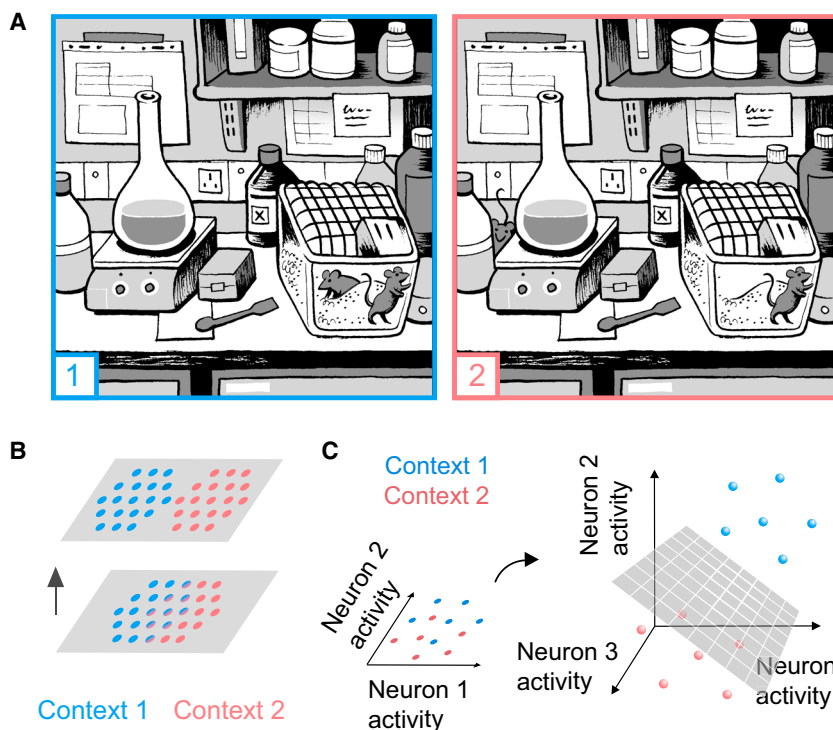 A
X
X
1
2
B
Context 1 Context 2
C
Context 1
Context 2
Neuron 2
activity
Neuron 1
activity
Neuron 2
activity
Neuron 3
activity
Neuron
activity